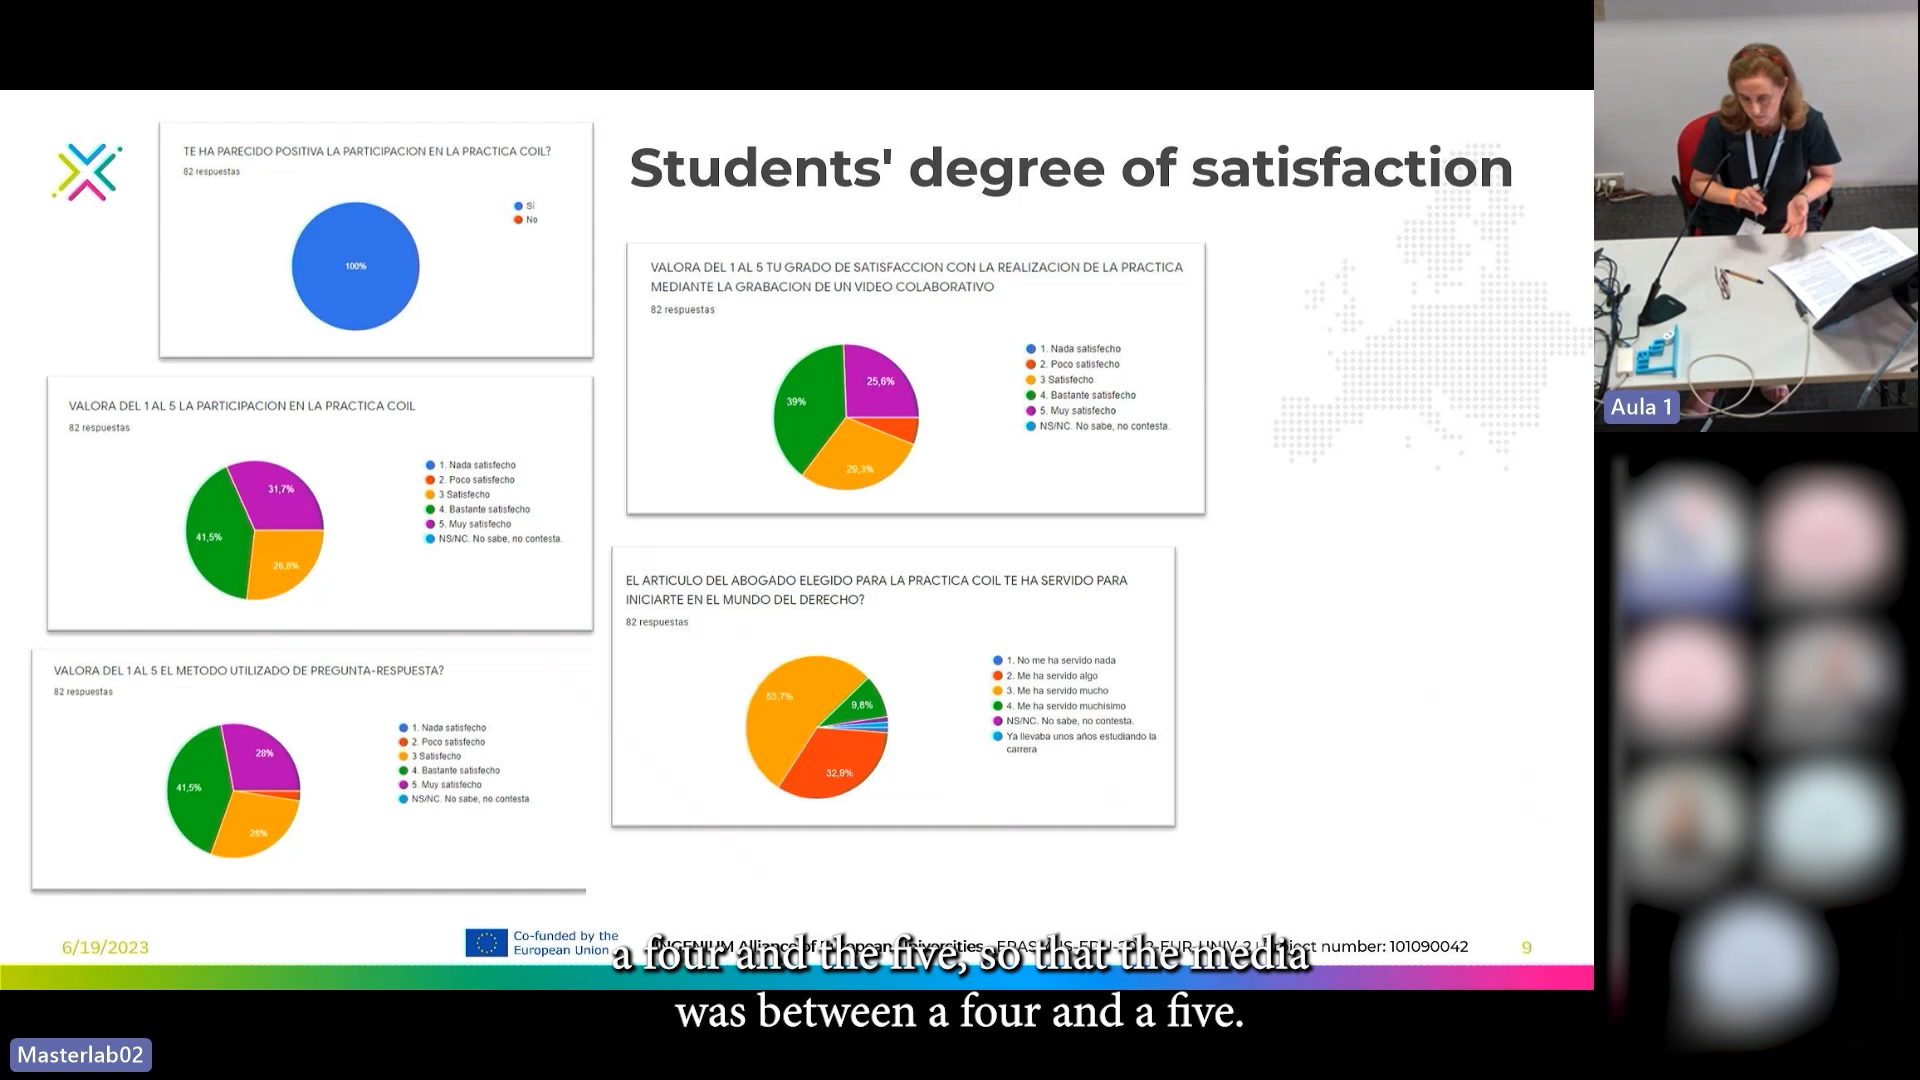 Students' degree of satisfaction
TE HA PARECIDO POSITIVA LA PARTICIPACION EN LA PRACTICA COIL?
82 respuestas
Sí
No
100%
VALORA DEL 1 AL 5 LA PARTICIPACION EN LA PRACTICA COIL
82 respuestas
31,7%
41,5%
26,8%
1. Nada satisfecho
2. Poco satisfecho
3 Satisfecho
4. Bastante satisfecho
5. Muy satisfecho
NS/NC. No sabe, no contesta.
VALORA DEL 1 AL 5 EL METODO UTILIZADO DE PREGUNTA-RESPUESTA?
82 respuestas
28%
41,5%
28%
1. Nada satisfecho
2. Poco satisfecho
3 Satisfecho
4. Bastante satisfecho
5. Muy satisfecho
NS/NC. No sabe, no contesta
VALORA DEL 1 AL 5 TU GRADO DE SATISFACCION CON LA REALIZACION DE LA PRACTICA
MEDIANTE LA GRABACION DE UN VIDEO COLABORATIVO
82 respuestas
25,6%
39%
29,3%
1. Nada satisfecho
2. Poco satisfecho
3 Satisfecho
4. Bastante satisfecho
5. Muy satisfecho
NS/NC. No sabe, no contesta.
EL ARTICULO DEL ABOGADO ELEGIDO PARA LA PRACTICA COIL TE HA SERVIDO PARA
INICIARTE EN EL MUNDO DEL DERECHO?
82 respuestas
53,7%
9,8%
32,9%
1. No me ha servido nada
2. Me ha servido algo
3. Me ha servido mucho
4. Me ha servido muchísimo
NS/NC. No sabe, no contesta.
Ya llevaba unos años estudiando la
carrera
6/19/2023
Co-funded by the
European Union
INGENIUM Alliance of European Universities
project number: 101090042
9
a four and the five, so that the media
was between a four and a five.
Aula 1
Masterlab02